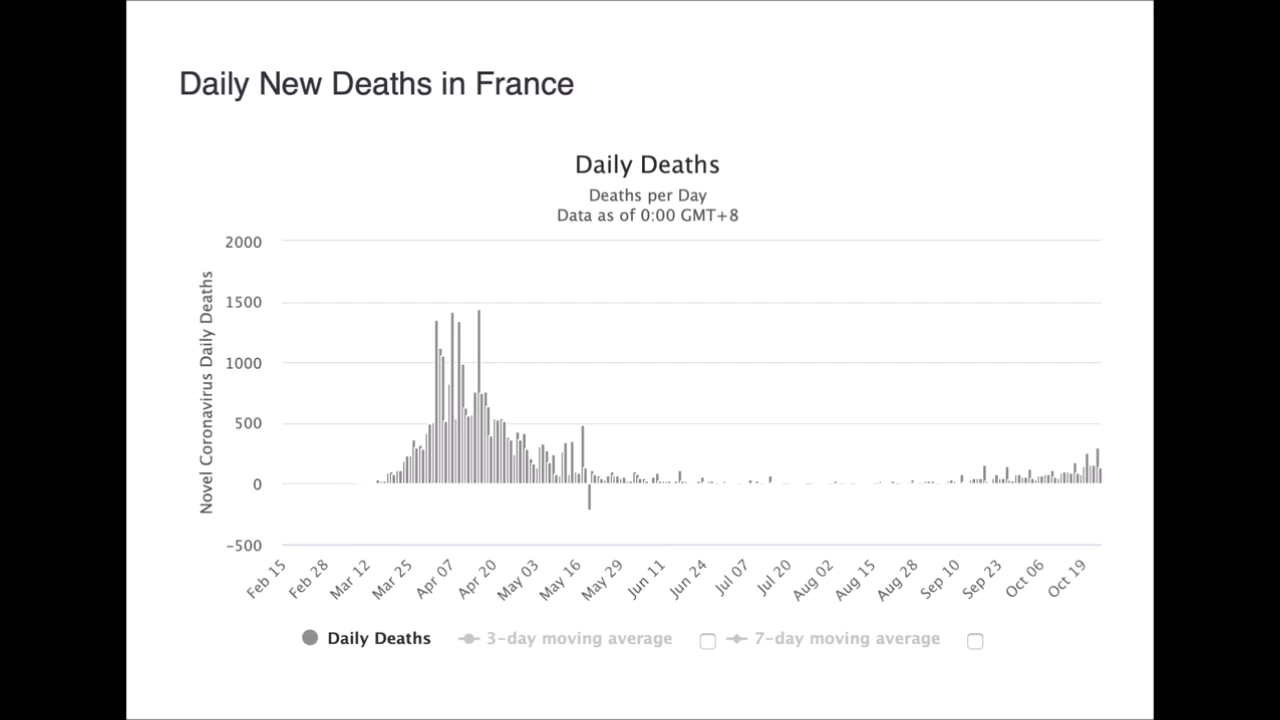 Daily New Deaths in France
Daily Deaths
Deaths per Day
Data as of 0:00 GMT+8
Novel Coronavirus Daily Deaths
2000
1500
1000
500
0
-500
Feb 15
Feb 28
Mar 12
Mar 25
Apr 07
Apr 20
May 03
May 16
May 29
Jun 11
Jun 24
Jul 07
Jul 20
Aug 02
Aug 15
Aug 28
Sep 10
Sep 23
Oct 06
Oct 19
Daily Deaths 3-day moving average 7-day moving average